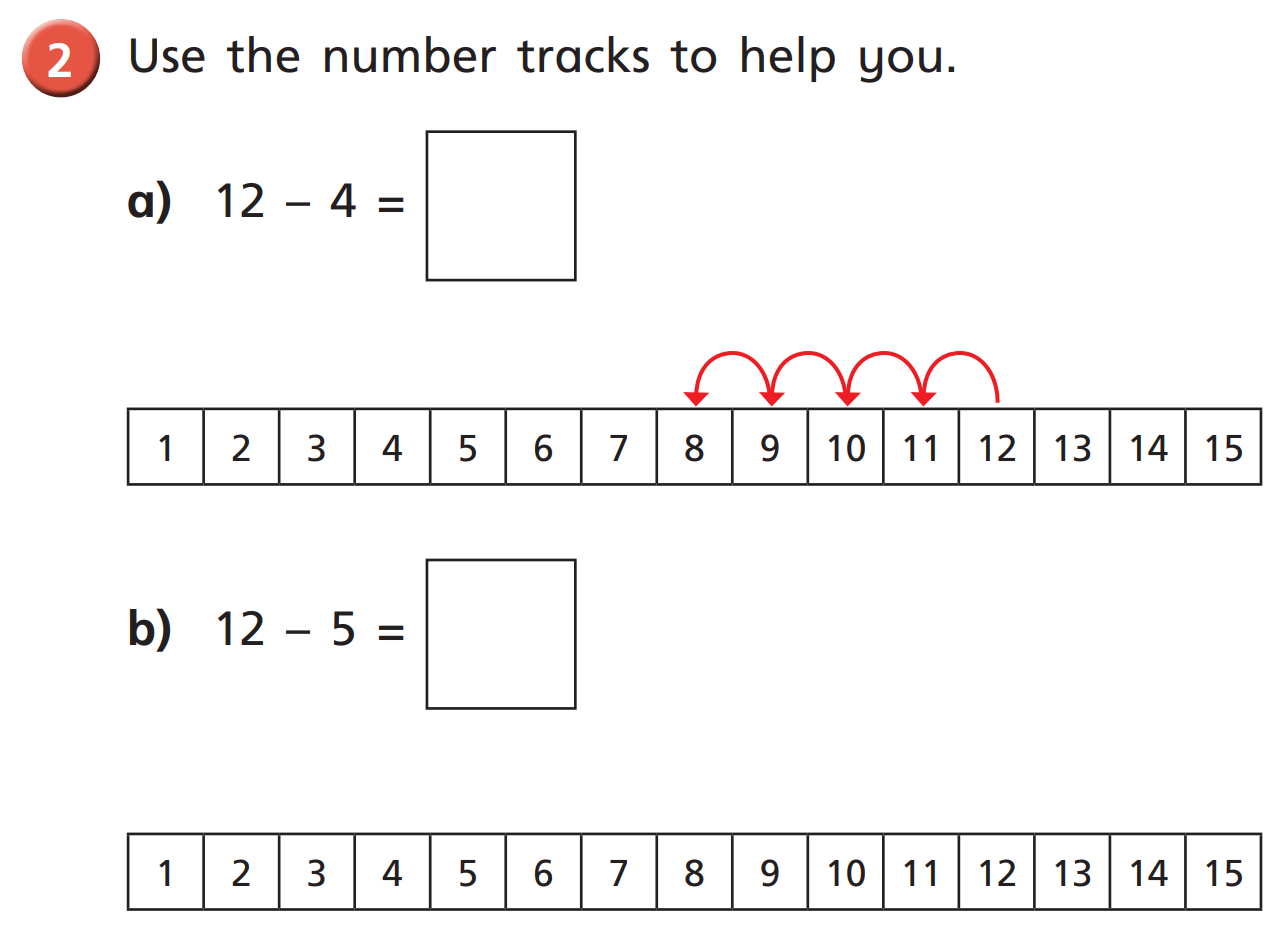 2 Use the number tracks to help you.
a) 12 – 4 =
1 2 3 4 5 6 7 8 9 10 11 12 13 14 15
b) 12 – 5 =
1 2 3 4 5 6 7 8 9 10 11 12 13 14 15